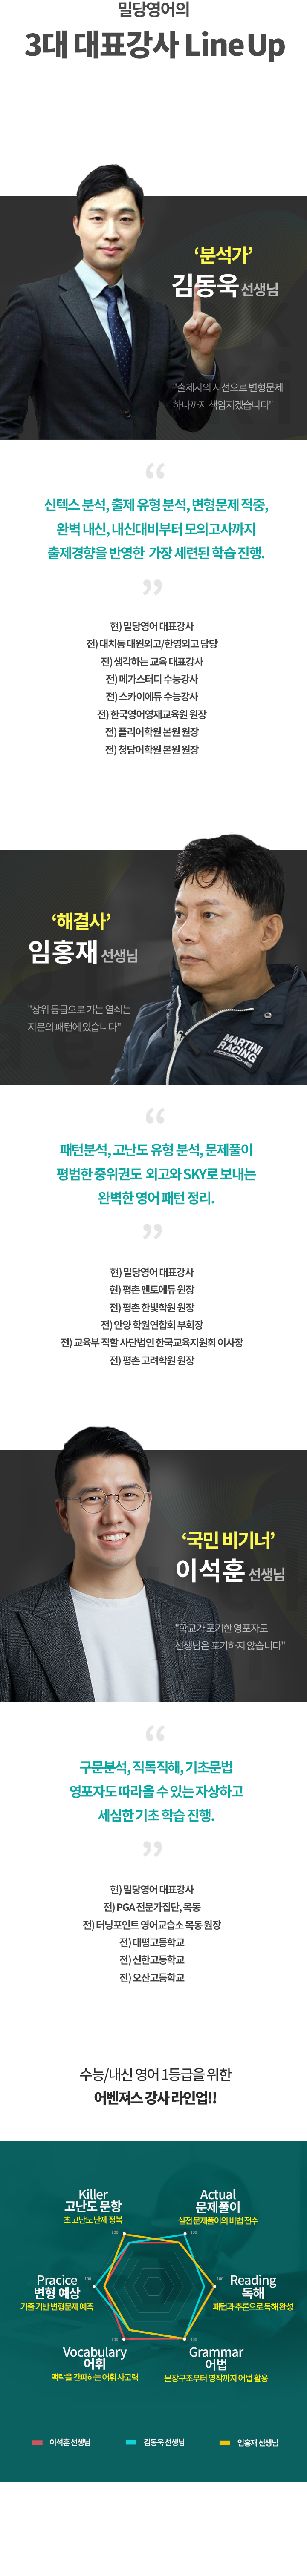 밀당영어의
3대 대표강사 Line Up
‘분석가’
김동욱 선생님
"출제자의 시선으로 변형문제
하나까지 책임지겠습니다"
“
신텍스 분석, 출제 유형 분석, 변형문제 적중,
완벽 내신, 내신대비부터 모의고사까지
출제경향을 반영한 가장 세련된 학습 진행.
”
현) 밀당영어 대표강사
전) 대치동 대원외고/한영외고 담당
전) 생각하는 교육 대표강사
전) 메가스터디 수능강사
전) 스카이에듀 수능강사
전) 한국영어영재교육원 원장
전) 폴리어학원 본원 원장
전) 청담어학원 본원 원장
‘해결사’
임홍재 선생님
"상위 등급으로 가는 열쇠는
지문의 패턴에 있습니다"
MARTINI
RACING
PORSCHE
“
패턴분석, 고난도 유형 분석, 문제풀이
평범한 중위권도 외고와 SKY로 보내는
완벽한 영어 패턴 정리.
”
현) 밀당영어 대표강사
현) 평촌 멘토에듀 원장
전) 평촌 한빛학원 원장
전) 안양 학원연합회 부회장
전) 교육부 직할 사단법인 한국교육지원회 이사장
전) 평촌 고려학원 원장
‘국민 비기너’
이석훈 선생님
"학교가 포기한 영포자도
선생님은 포기하지 않습니다"
“
구문분석, 직독직해, 기초문법
영포자도 따라올 수 있는 자상하고
세심한 기초 학습 진행.
”
현) 밀당영어 대표강사
전) PGA 전문가집단, 목동
전) 터닝포인트 영어교습소 목동 원장
전) 대평고등학교
전) 신한고등학교
전) 오산고등학교
수능/내신 영어 1등급을 위한
어벤져스 강사 라인업!!
Killer
고난도 문항
초 고난도 난제 정복
Actual
문제풀이
실전 문제풀이의 비법 전수
100
100
Pracice
변형 예상
기출 기반 변형문제 예측
100
100
Reading
독해
패턴과 추론으로 독해 완성
100
100
Vocabulary
어휘
맥락을 간파하는 어휘 사고력
Grammar
어법
문장구조부터 영작까지 어법 활용
이석훈 선생님
김동욱 선생님
임홍재 선생님